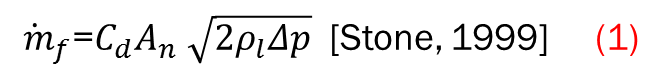 ṁ_f=C_d A_n √(2ρ_l Δp) [Stone, 1999] (1)